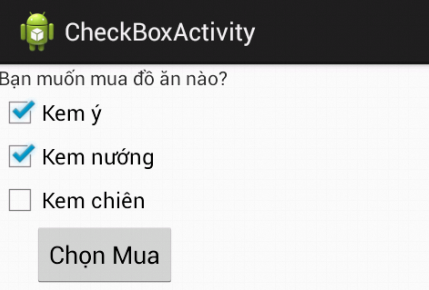 CheckBoxActivity
Bạn muốn mua đồ ăn nào?
Kem ý
Kem nướng
Kem chiên
Chọn Mua